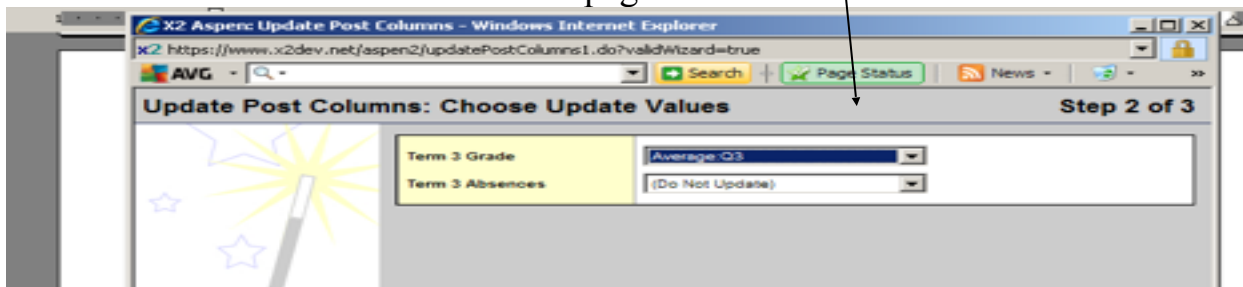 page
X2 Aspen: Update Post Columns - Windows Internet Explorer
x2 https://www.x2dev.net/aspen2/updatePostColumns1.do?validWizard=true
AVG Search Page Status News
Update Post Columns: Choose Update Values Step 2 of 3
Term 3 Grade Average:Q3
Term 3 Absences (Do Not Update)